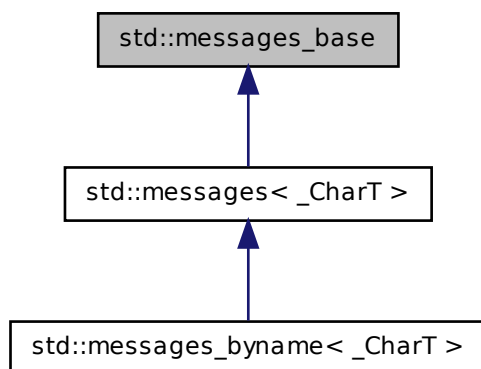 std::messages_base
std::messages< _CharT >
std::messages_byname< _CharT >